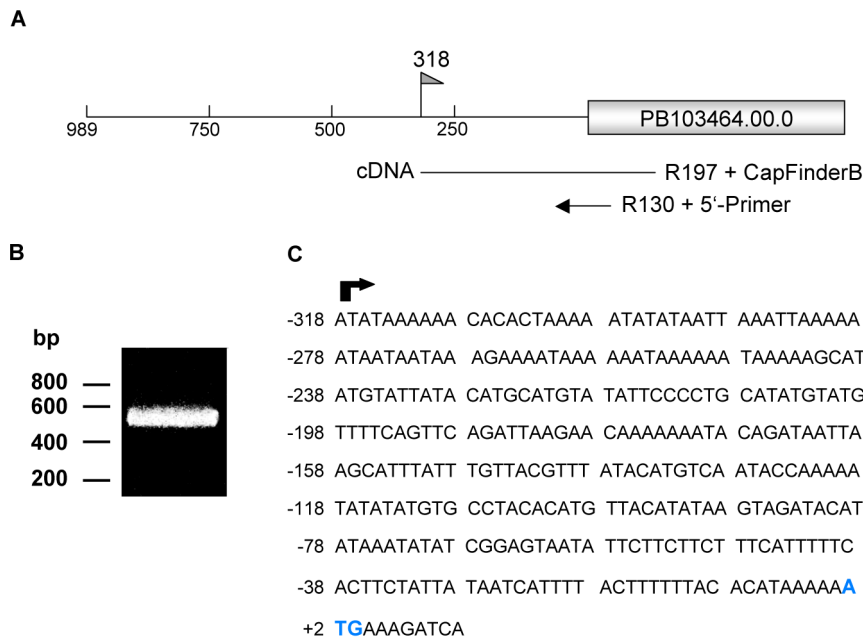 A
318
989 750 500 250
PB103464.00.0
cDNA R197 + CapFinderB
R130 + 5‘-Primer
B
bp
800
600
400
200
C
-318 ATATAAAAAA CACACTAAAA ATATATAATT AAATTAAAAA
-278 ATAATAATAA AGAAAATAAA AAATAAAAAA TAAAAAGCAT
-238 ATGTATTATA CATGCATGTA TATTCCCCTG CATATGTATG
-198 TTTTCAGTTC AGATTAAGAA CAAAAAAATA CAGATAATTA
-158 AGCATTTATT TGTTACGTTT ATACATGTCA ATACCAAAAA
-118 TATATATGTG CCTACACATG TTACATATAA GTAGATACAT
-78 ATAAATATAT CGGAGTAATA TTCTTCTTCT TTCATTTTTC
-38 ACTTCTATTA TAATCATTTT ACTTTTTTAC ACATAAAAAA
+2 TGAAAGATCA